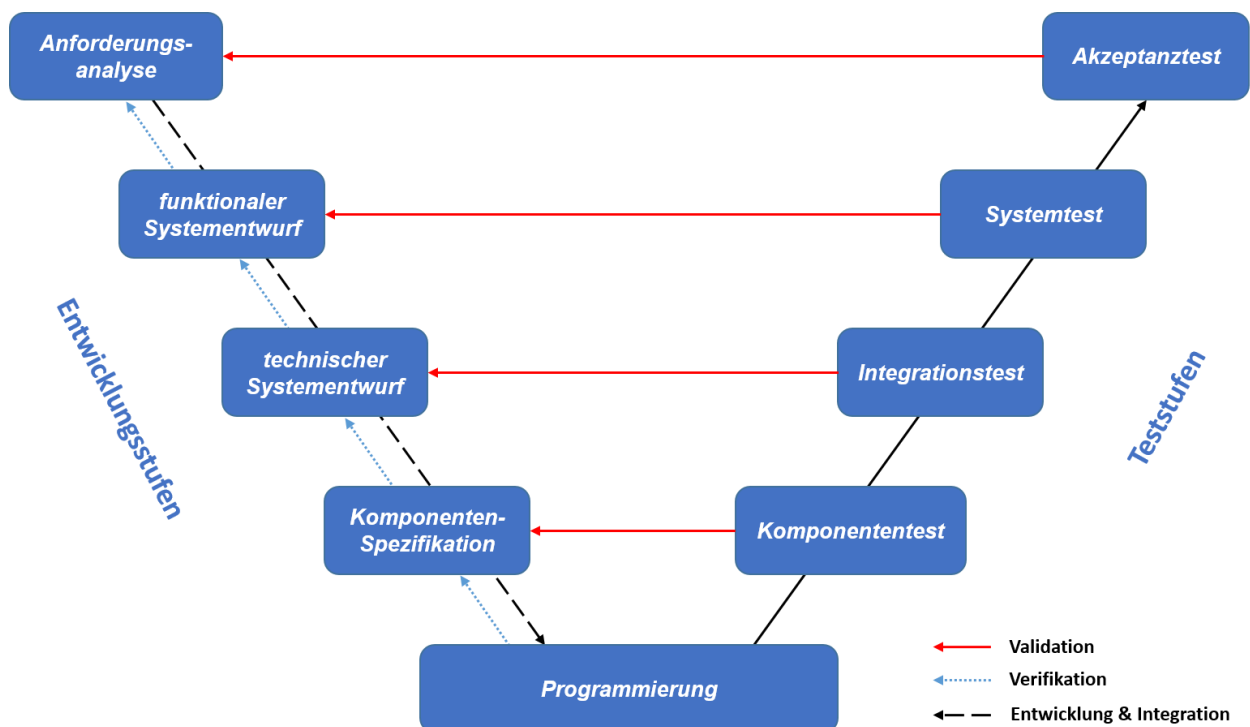 Anforderungs-
analyse
Akzeptanztest
funktionaler
Systementwurf
Systemtest
Entwicklungsstufen
technischer
Systementwurf
Integrationstest
Teststufen
Komponenten-
Spezifikation
Komponententest
Programmierung
Validation
Verifikation
Entwicklung & Integration